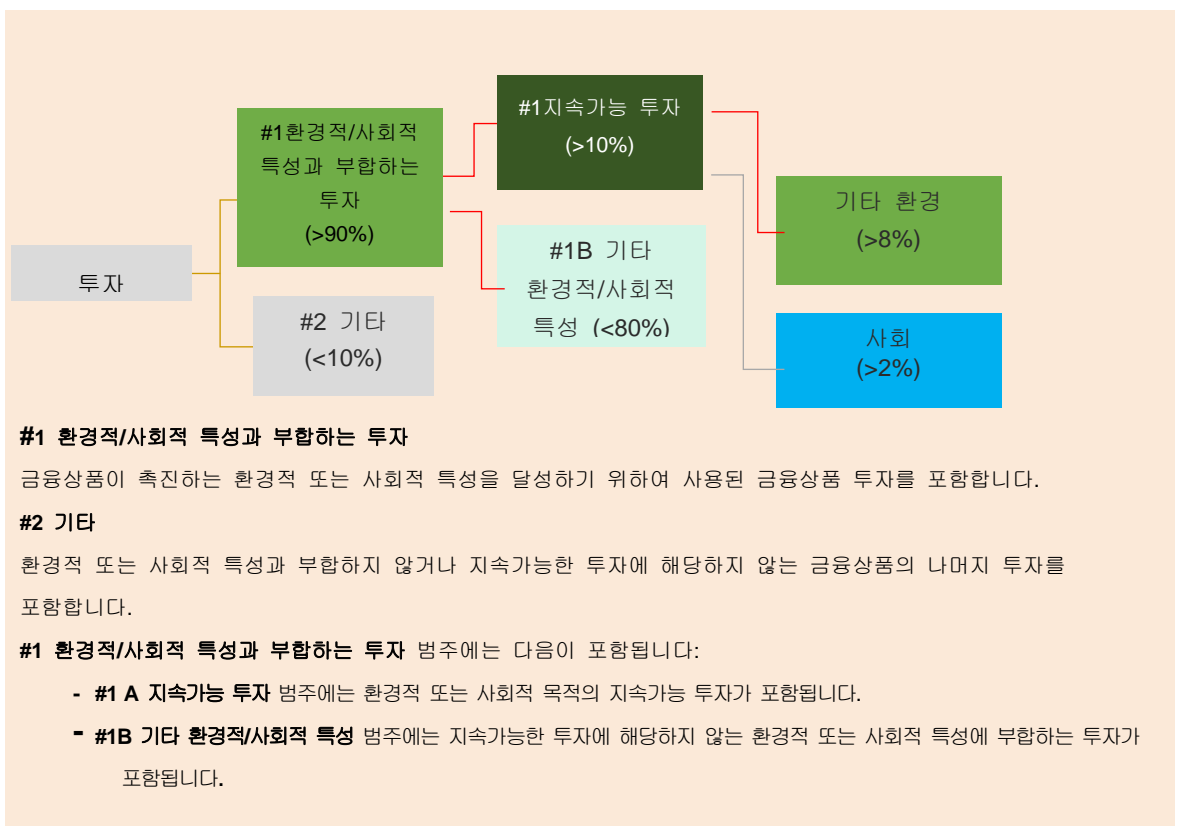 투자
#1환경적/사회적
특성과 부합하는
투자
(>90%)
#2 기타
(<10%)
#1지속가능 투자
(>10%)
#1B 기타
환경적/사회적
특성 (<80%)
기타 환경
(>8%)
사회
(>2%)
#1 환경적/사회적 특성과 부합하는 투자
금융상품이 촉진하는 환경적 또는 사회적 특성을 달성하기 위하여 사용된 금융상품 투자를 포함합니다.
#2 기타
환경적 또는 사회적 특성과 부합하지 않거나 지속가능한 투자에 해당하지 않는 금융상품의 나머지 투자를
포함합니다.
#1 환경적/사회적 특성과 부합하는 투자 범주에는 다음이 포함됩니다:
- #1 A 지속가능 투자 범주에는 환경적 또는 사회적 목적의 지속가능 투자가 포함됩니다.
- #1B 기타 환경적/사회적 특성 범주에는 지속가능한 투자에 해당하지 않는 환경적 또는 사회적 특성에 부합하는 투자가
포함됩니다.